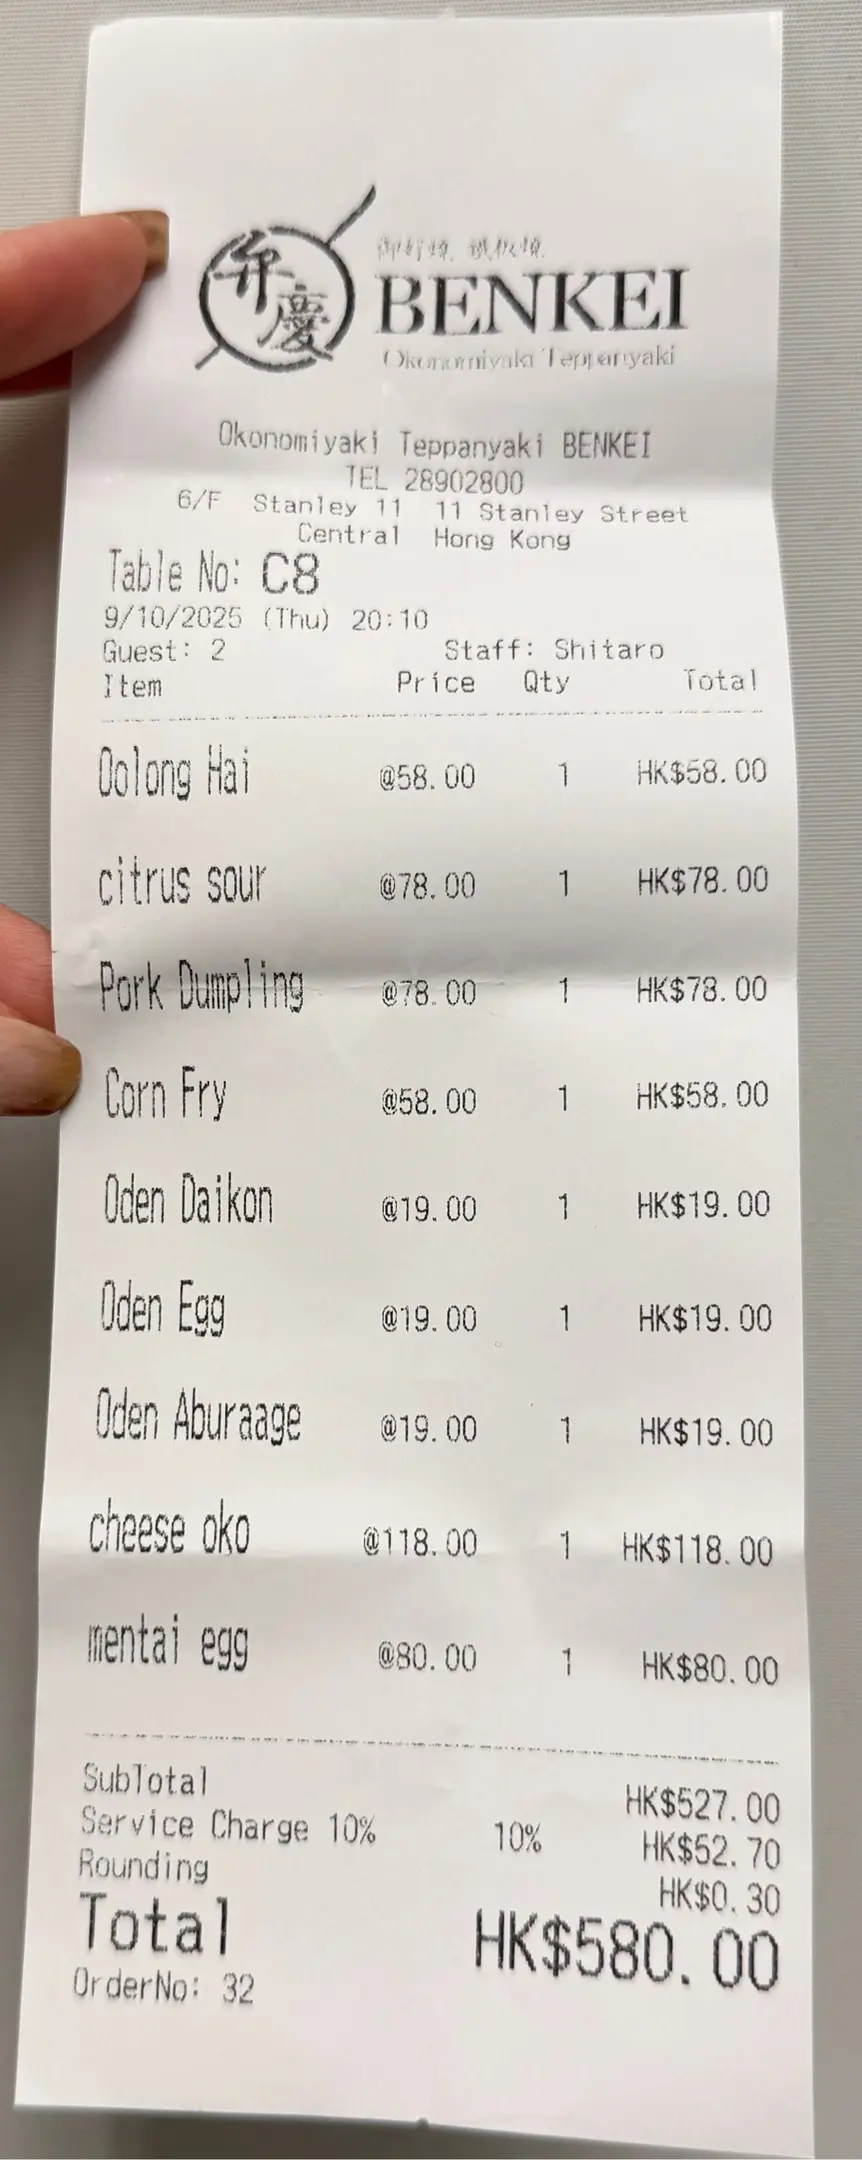 弁慶
御好燒. 鐵板燒.
BENKEI
Okonomiyaki Teppanyaki
Okonomiyaki Teppanyaki BENKEI
TEL 28902800
6/F Stanley 11 11 Stanley Street
Central Hong Kong
Table No: C8
9/10/2025 (Thu) 20:10
Guest: 2 Staff: Shitaro
Item Price Qty Total
Oolong Hai @58.00 1 HK$58.00
citrus sour @78.00 1 HK$78.00
Pork Dumpling @78.00 1 HK$78.00
Corn Fry @58.00 1 HK$58.00
Oden Daikon @19.00 1 HK$19.00
Oden Egg @19.00 1 HK$19.00
Oden Aburaage @19.00 1 HK$19.00
cheese oko @118.00 1 HK$118.00
mentai egg @80.00 1 HK$80.00
SubTotal HK$527.00
Service Charge 10% 10% HK$52.70
Rounding HK$0.30
Total HK$580.00
OrderNo: 32